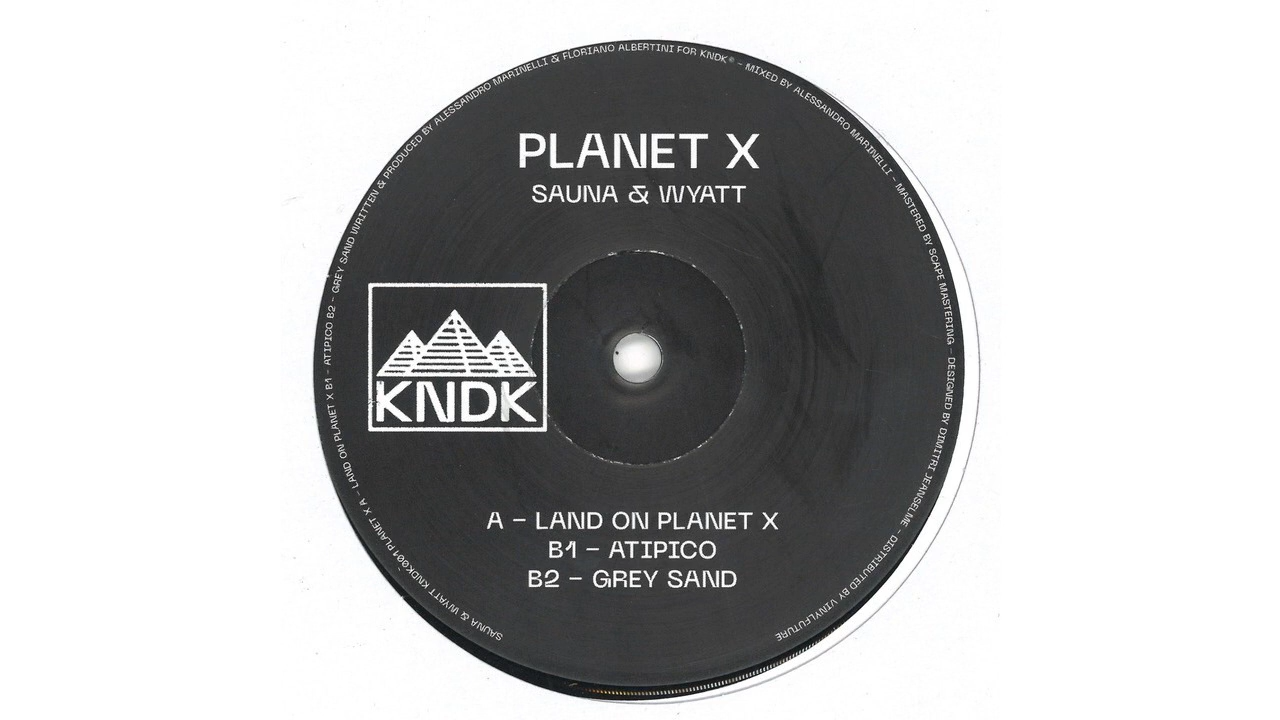 PLANET X
SAUNA & WYATT
KNDK
A – LAND ON PLANET X
B1 – ATIPICO
B2 – GREY SAND
SAUNA & WYATT KNDK001 PLANET X A – LAND ON PLANET X B1 – ATIPICO B2 – GREY SAND WRITTEN & PRODUCED BY ALESSANDRO MARINELLI & FLORIANO ALBERTINI FOR KNDK® – MIXED BY ALESSANDRO MARINELLI – MASTERED BY SCAPE MASTERING – DESIGNED BY DIMITRI JEANSELME – DISTRIBUTED BY VINYLFUTURE